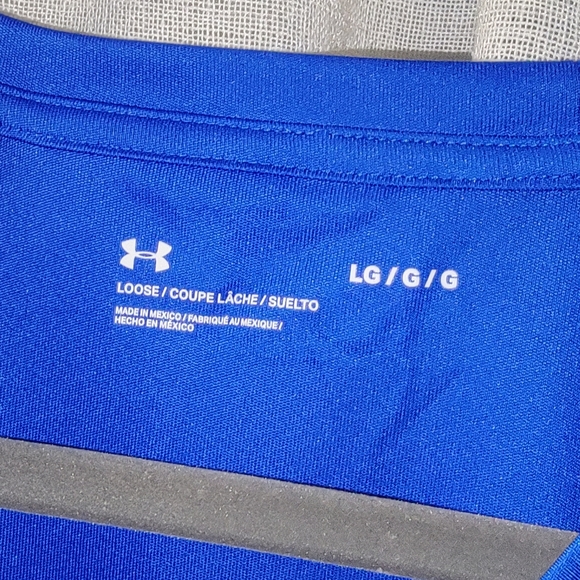 LG / G / G
LOOSE / COUPE LÂCHE / SUELTO
MADE IN MEXICO / FABRIQUÉ AU MEXIQUE /
HECHO EN MÉXICO